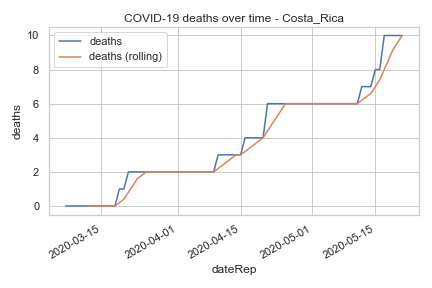 COVID-19 deaths over time - Costa_Rica
deaths
deaths (rolling)
deaths
10
8
6
4
2
0
2020-03-15
2020-04-01
2020-04-15
2020-05-01
2020-05-15
dateRep